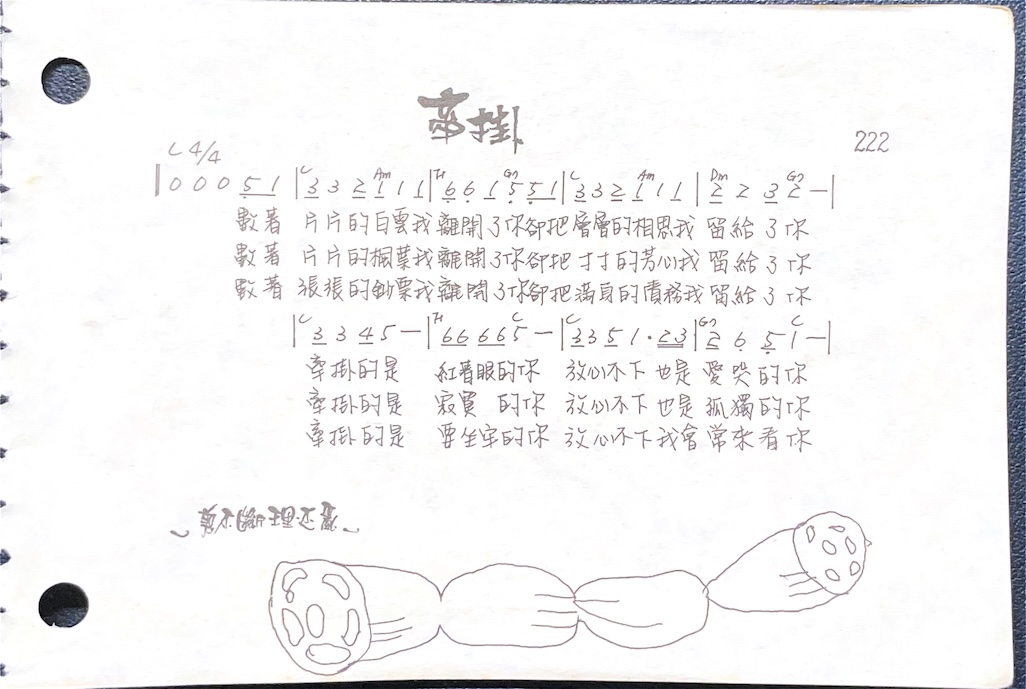 牽掛
222
C 4/4
| 0 0 0 5 1 | 3 3 2 1 1 1 | 6 6 1 5 5 1 | 3 3 2 1 1 1 | 2 2 3 2 — |
數著 片片的白雲我離開了你卻把層層的相思我 留給了你
數著 片片的楓葉我離開了你卻把寸寸的芳心我 留給了你
數著 張張的鈔票我離開了你卻把滿身的債務我留給了你
| 3 3 4 5 — | 6 6 6 6 5 — | 3 3 5 1 · 2 3 | 2 6 5 1 — |
牽掛的是 紅著眼的你 放心不下 也是 愛哭的你
牽掛的是 寂寞 的你 放心不下 也是 孤獨的你
牽掛的是 要坐牢的你 放心不下我會常來看你
剪不斷理還亂